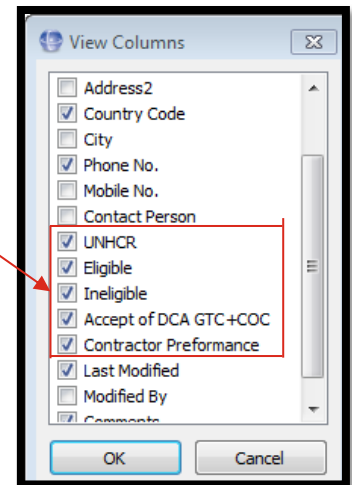 View Columns
Address2
Country Code
City
Phone No.
Mobile No.
Contact Person
UNHCR
Eligible
Ineligible
Accept of DCA GTC+COC
Contractor Preformance
Last Modified
Modified By
Comments
OK
Cancel